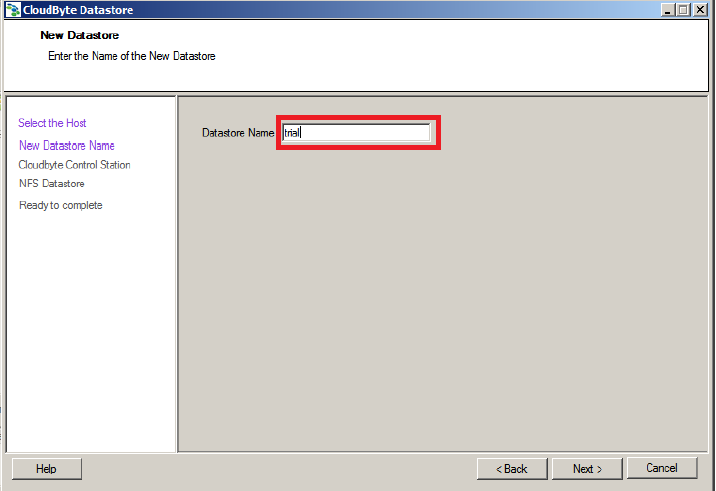 CloudByte Datastore
New Datastore
Enter the Name of the New Datastore
Select the Host
New Datastore Name
Cloudbyte Control Station
NFS Datastore
Ready to complete
Datastore Name
trial
Help
< Back
Next >
Cancel